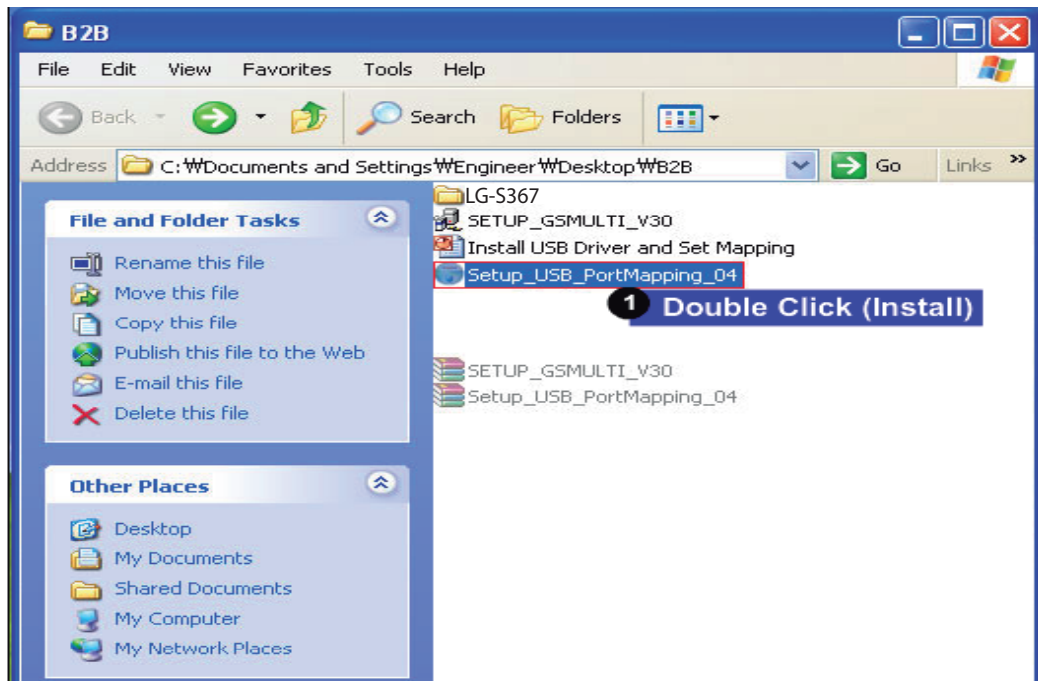 B2B
File Edit View Favorites Tools Help
Back Search Folders
Address C:₩Documents and Settings₩Engineer₩Desktop₩B2B Go Links »
File and Folder Tasks
Rename this file
Move this file
Copy this file
Publish this file to the Web
E-mail this file
Delete this file
Other Places
Desktop
My Documents
Shared Documents
My Computer
My Network Places
LG-S367
SETUP_GSMULTI_V30
Install USB Driver and Set Mapping
Setup_USB_PortMapping_04
1 Double Click (Install)
SETUP_GSMULTI_V30
Setup_USB_PortMapping_04